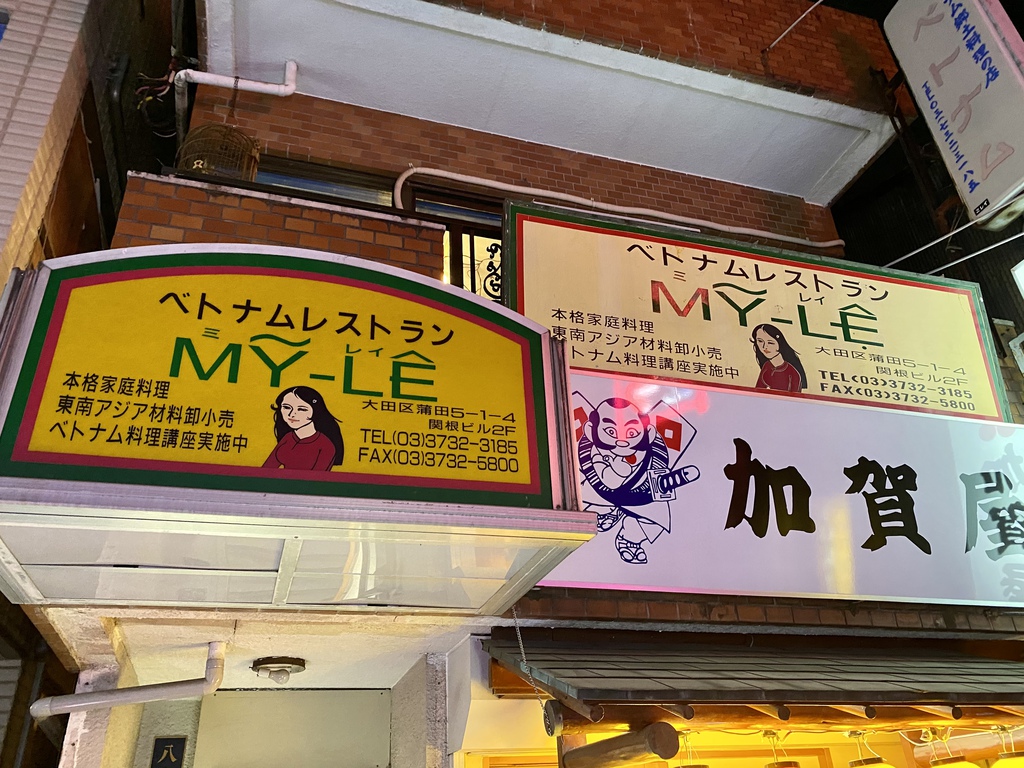 ベトナムレストラン
ミ レイ
MỸ-LÊ
本格家庭料理
東南アジア材料卸小売
ベトナム料理講座実施中
大田区蒲田5-1-4
関根ビル2F
TEL(03)3732-3185
FAX(03)3732-5800
ベトナムレストラン
ミ レイ
MỸ-LÊ
本格家庭料理
東南アジア材料卸小売
ベトナム料理講座実施中
大田区蒲田5-1-4
関根ビル2F
TEL(03)3732-3185
FAX(03)3732-5800
加賀
ベトナム
八